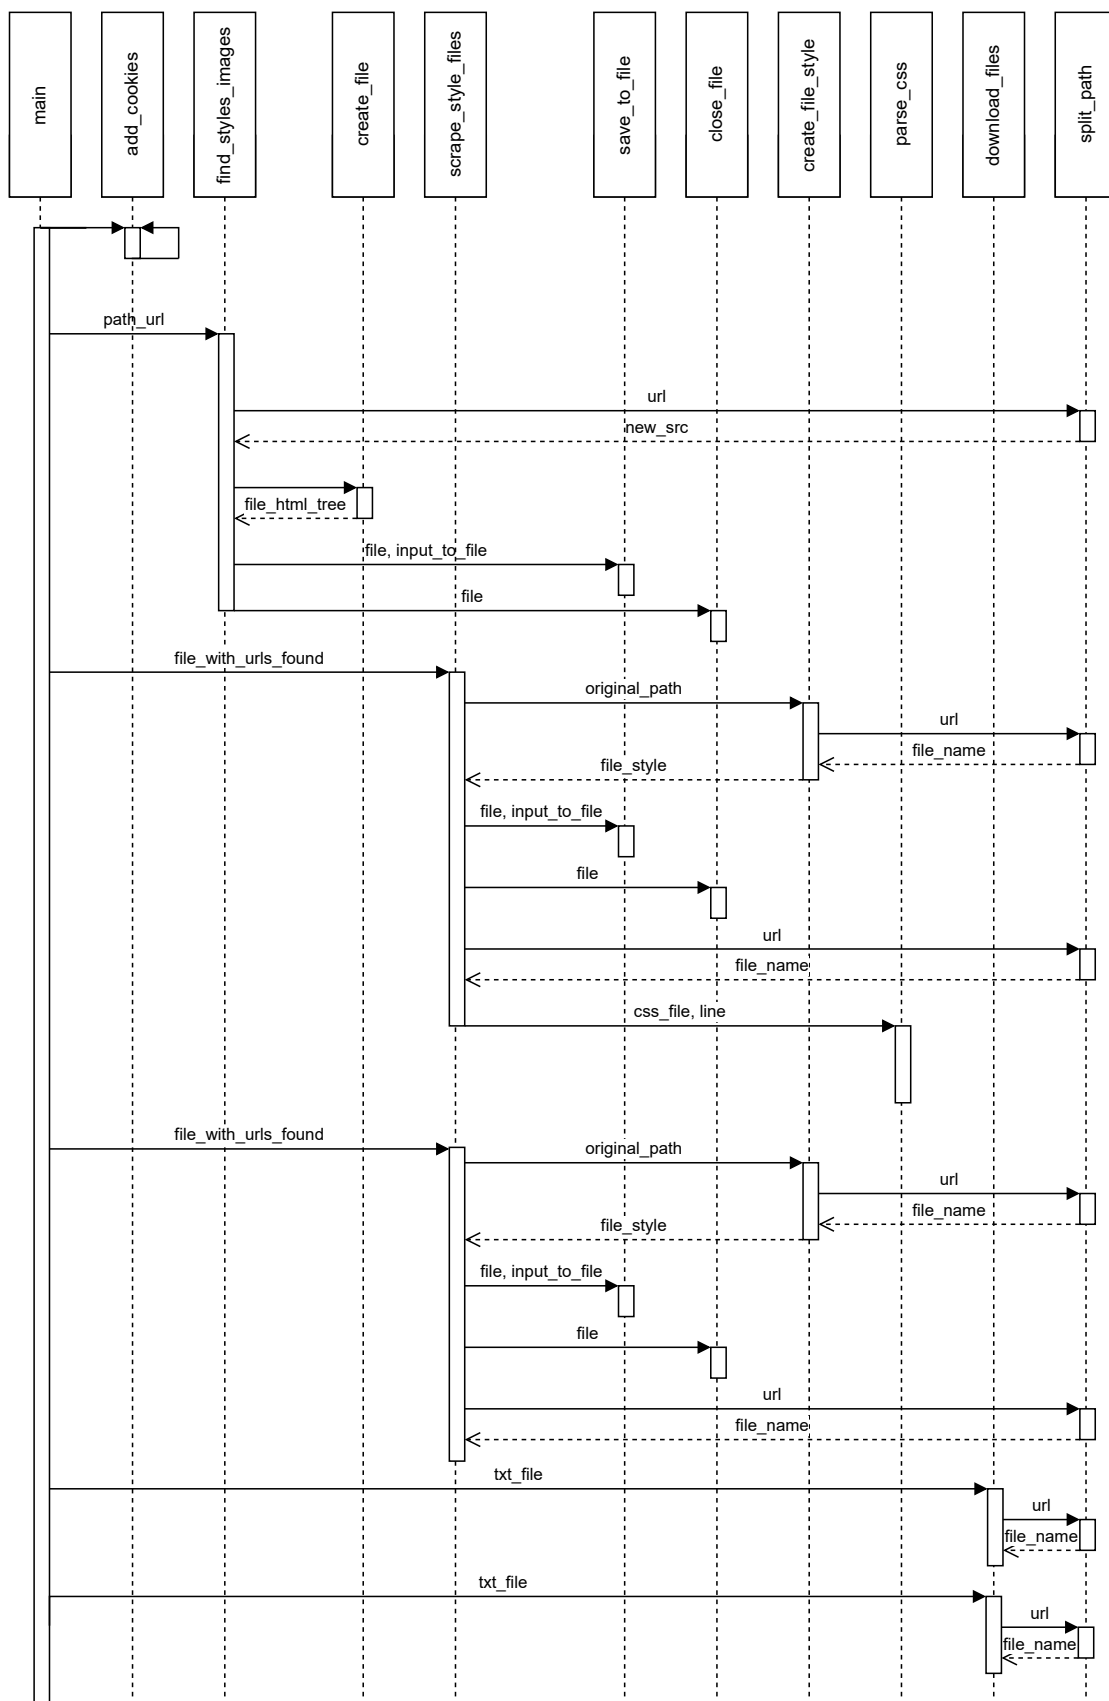 main
add_cookies
find_styles_images
create_file
scrape_style_files
save_to_file
close_file
create_file_style
parse_css
download_files
split_path
path_url
url
new_src
file_html_tree
file, input_to_file
file
file_with_urls_found
original_path
url
file_name
file_style
file, input_to_file
file
url
file_name
css_file, line
file_with_urls_found
original_path
url
file_name
file_style
file, input_to_file
file
url
file_name
txt_file
url
file_name
txt_file
url
file_name